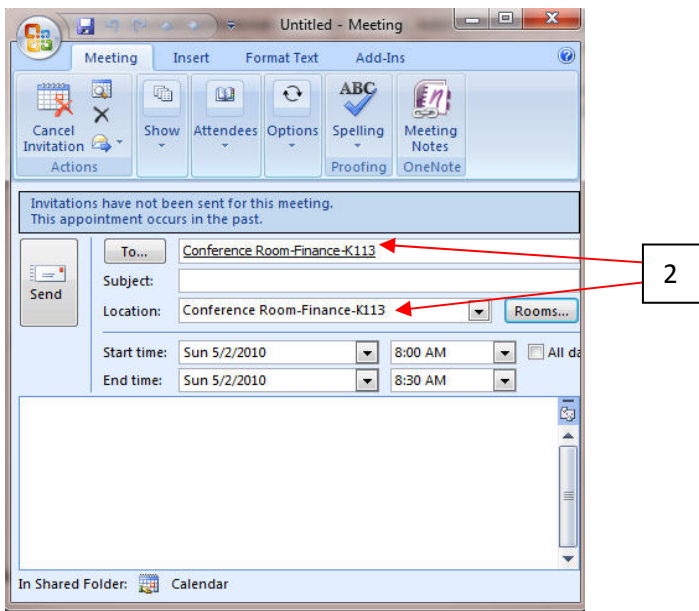 Untitled - Meeting
Meeting Insert Format Text Add-Ins
Cancel Invitation
Show Attendees Options
ABC
Spelling
Meeting Notes
Actions Proofing OneNote
Invitations have not been sent for this meeting.
This appointment occurs in the past.
To... Conference Room-Finance-K113
2
Send
Subject:
Location: Conference Room-Finance-K113 Rooms...
Start time: Sun 5/2/2010 8:00 AM All da
End time: Sun 5/2/2010 8:30 AM
In Shared Folder: Calendar